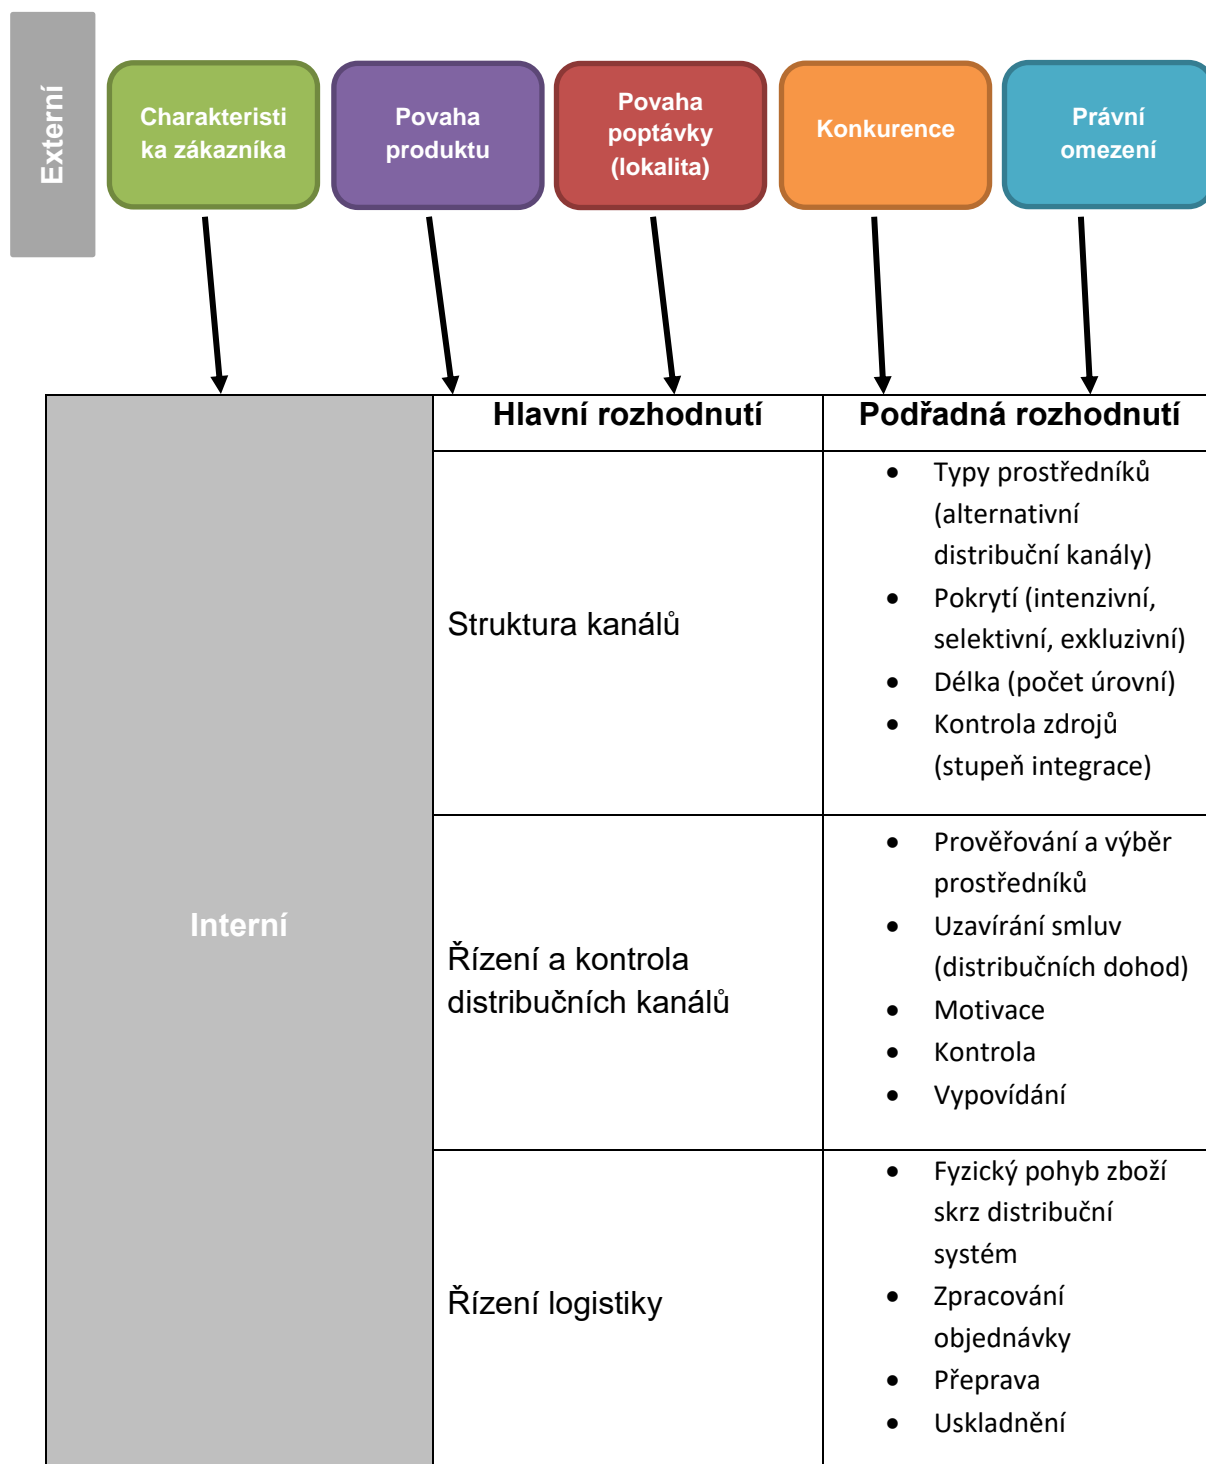 Externí
Charakteristi
ka zákazníka
Povaha
produktu
Povaha
poptávky
(lokalita)
Konkurence
Právní
omezení
Interní
Hlavní rozhodnutí
Podřadná rozhodnutí
Struktura kanálů
• Typy prostředníků
(alternativní
distribuční kanály)
• Pokrytí (intenzivní,
selektivní, exkluzivní)
• Délka (počet úrovní)
• Kontrola zdrojů
(stupeň integrace)
Řízení a kontrola
distribučních kanálů
• Prověřování a výběr
prostředníků
• Uzavírání smluv
(distribučních dohod)
• Motivace
• Kontrola
• Vypovídání
Řízení logistiky
• Fyzický pohyb zboží
skrz distribuční
systém
• Zpracování
objednávky
• Přeprava
• Uskladnění